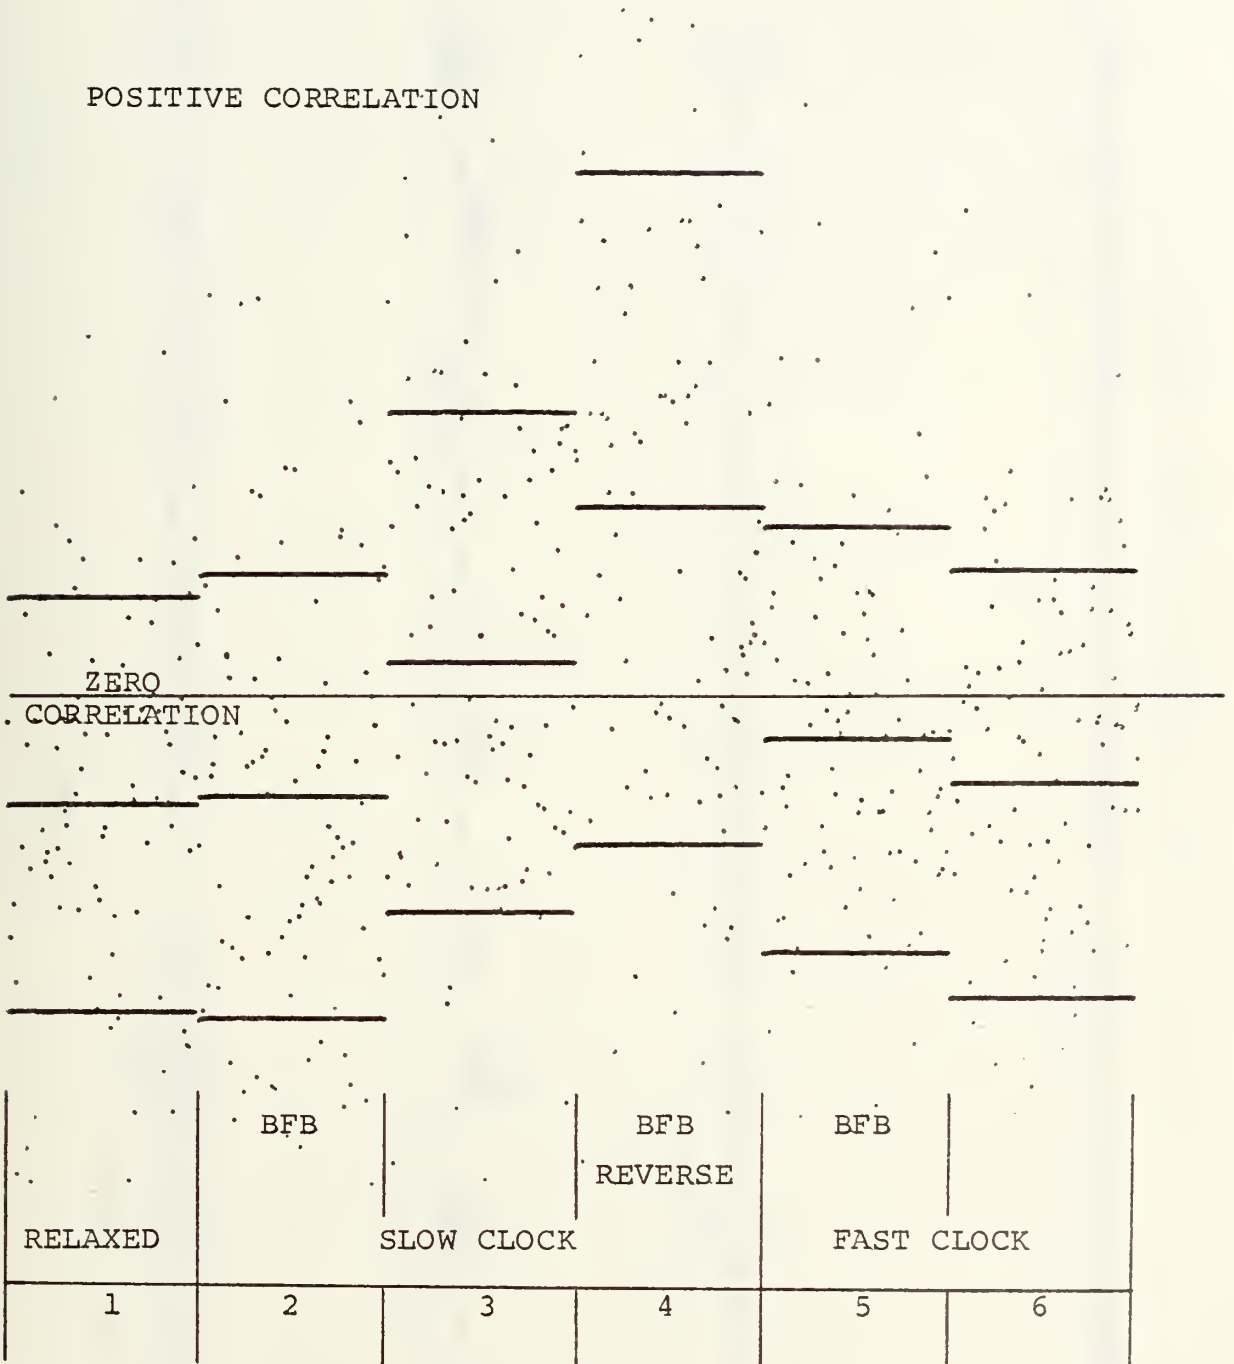 POSITIVE CORRELATION
ZERO
CORRELATION
BFB
BFB
BFB
REVERSE
RELAXED
SLOW CLOCK
FAST CLOCK
1
2
3
4
5
6